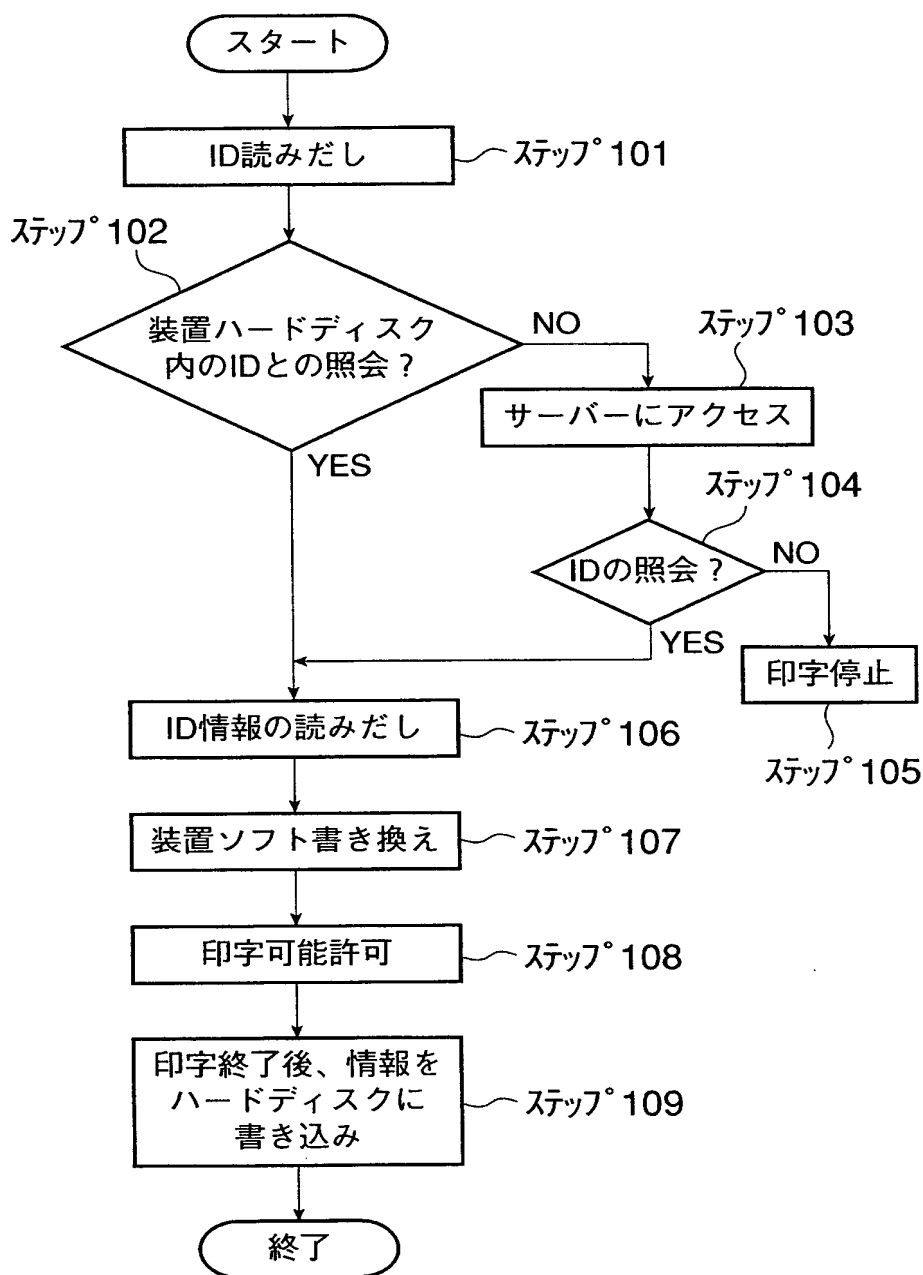 スタート
ID読みだし
ステップ101
ステップ102
装置ハードディスク
内のIDとの照会?
NO
YES
ステップ103
サーバーにアクセス
ステップ104
IDの照会?
NO
YES
印字停止
ステップ105
ID情報の読みだし
ステップ106
装置ソフト書き換え
ステップ107
印字可能許可
ステップ108
印字終了後、情報を
ハードディスクに
書き込み
ステップ109
終了